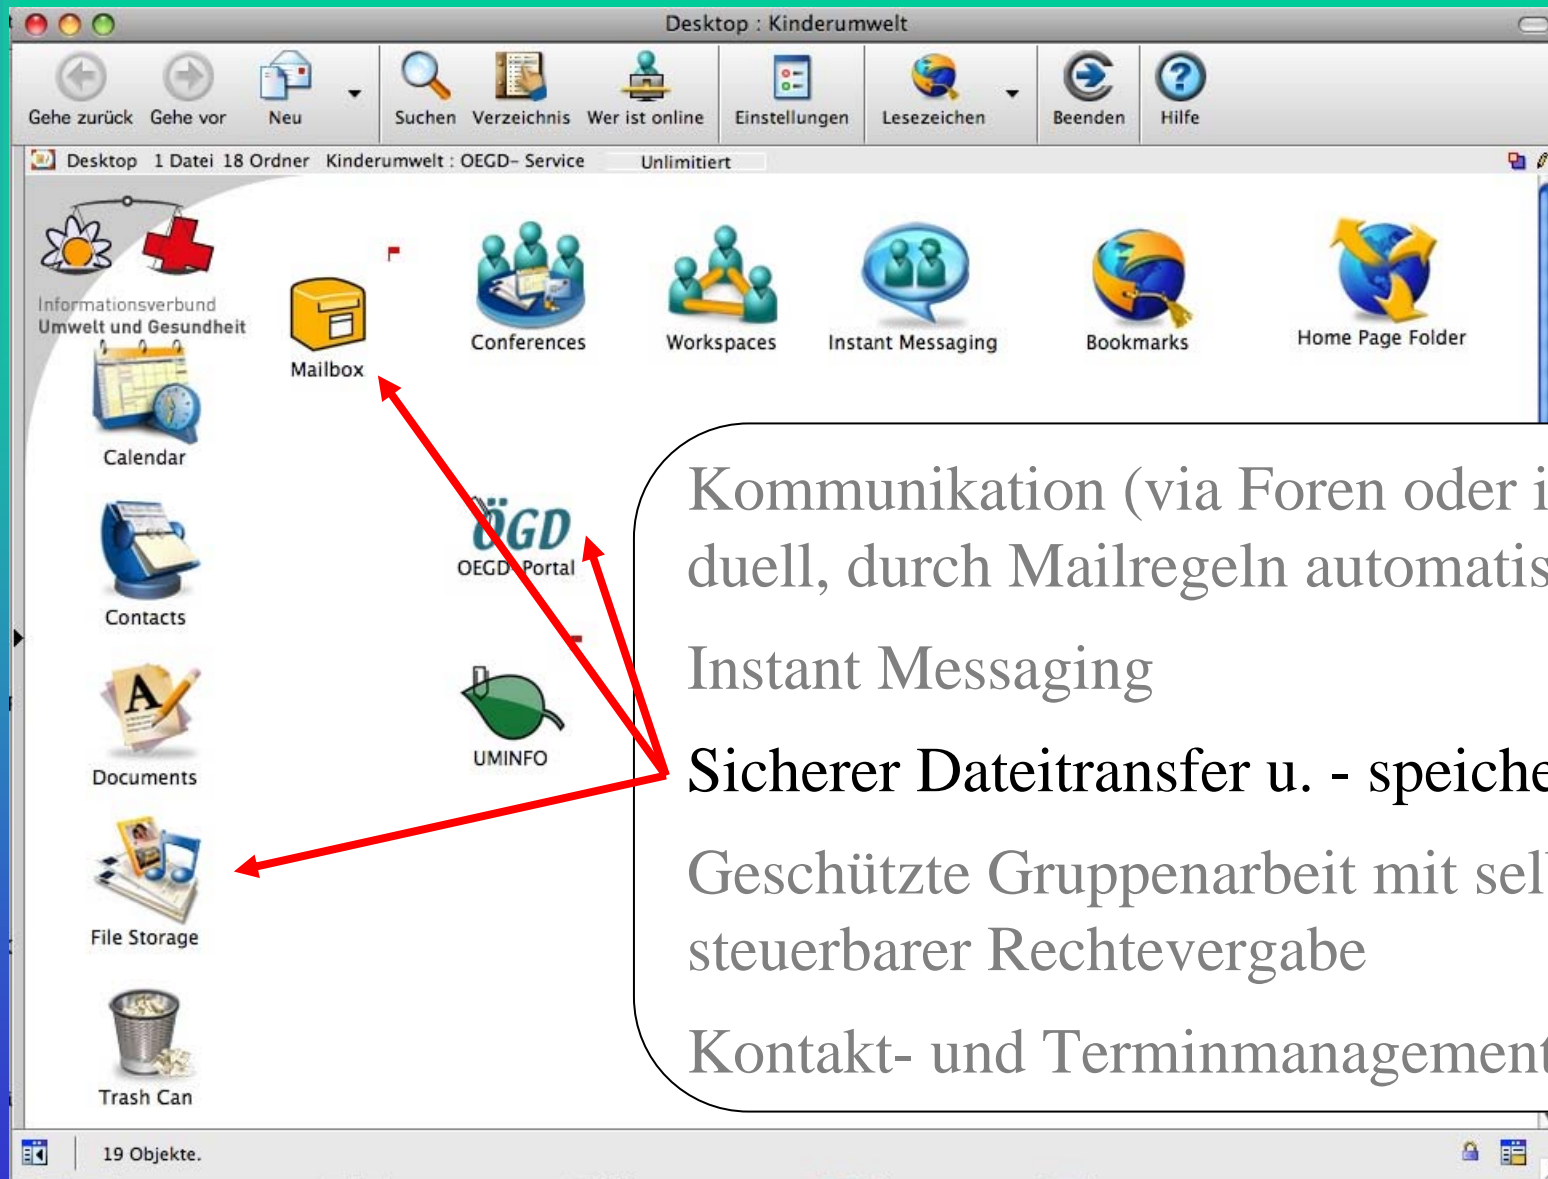 Desktop : Kinderumwelt
Gehe zurück Gehe vor Neu Suchen Verzeichnis Wer ist online Einstellungen Lesezeichen Beenden Hilfe
Desktop 1 Datei 18 Ordner Kinderumwelt : OEGD- Service Unlimitiert
Informationsverbund
Umwelt und Gesundheit
Mailbox
Conferences
Workspaces
Instant Messaging
Bookmarks
Home Page Folder
Calendar
ÖGD
OEGD-Portal
Contacts
UMINFO
Documents
File Storage
Trash Can
Kommunikation (via Foren oder i
duell, durch Mailregeln automatis
Instant Messaging
Sicherer Dateitransfer u. - speiche
Geschützte Gruppenarbeit mit sel
steuerbarer Rechtevergabe
Kontakt- und Terminmanagement
19 Objekte.